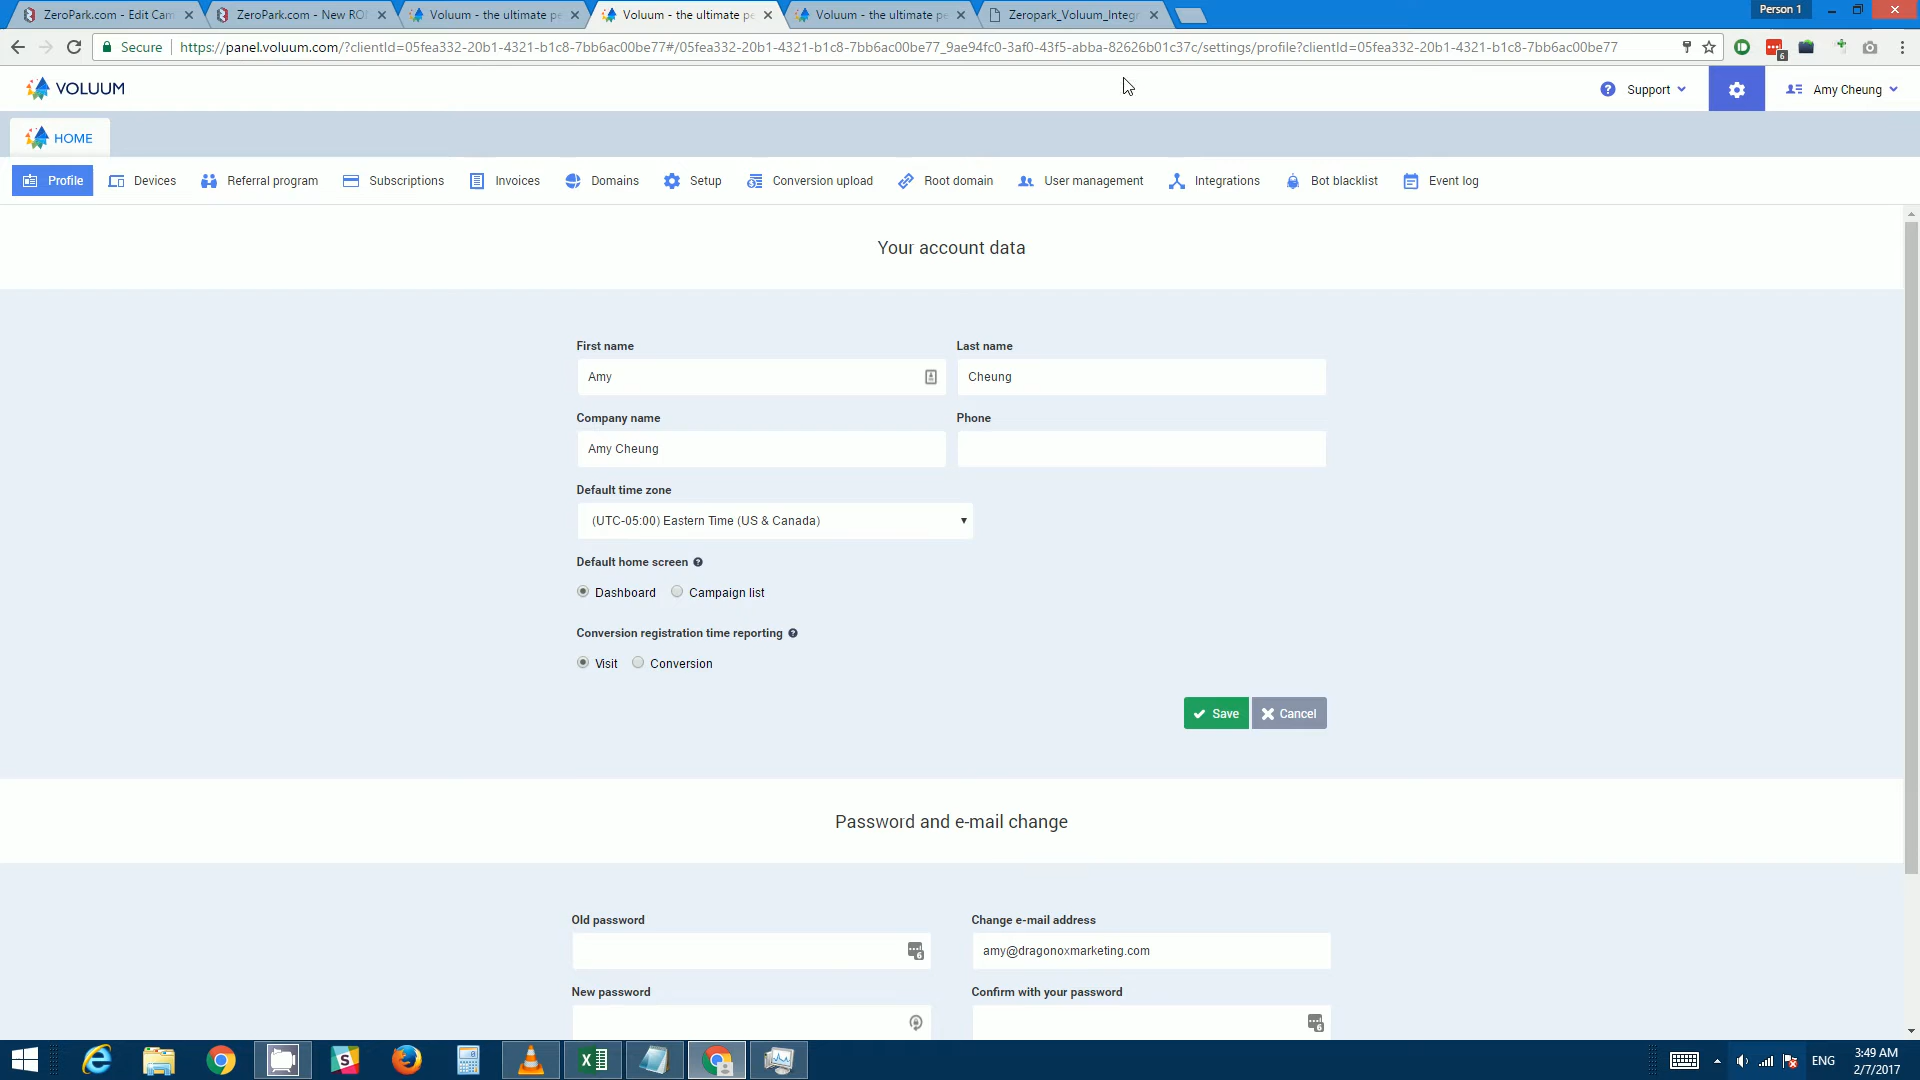 ZeroPark.com - Edit Cam
ZeroPark.com - New RO
Voluum - the ultimate pe
Voluum - the ultimate pe
Voluum - the ultimate pe
Zeropark_Voluum_Integr
Person 1
Secure
https://panel.voluum.com/?clientId=05fea332-20b1-4321-b1c8-7bb6ac00be77#/05fea332-20b1-4321-b1c8-7bb6ac00be77_9ae94fc0-3af0-43f5-abba-82626b01c37c/settings/profile?clientId=05fea332-20b1-4321-b1c8-7bb6ac00be77
6
VOLUUM
Support
Amy Cheung
HOME
Profile
Devices
Referral program
Subscriptions
Invoices
Domains
Setup
Conversion upload
Root domain
User management
Integrations
Bot blacklist
Event log
Your account data
First name
Last name
Amy
Cheung
Company name
Phone
Amy Cheung
Default time zone
(UTC-05:00) Eastern Time (US & Canada)
Default home screen
Dashboard
Campaign list
Conversion registration time reporting
Visit
Conversion
Save
Cancel
Password and e-mail change
Old password
Change e-mail address
6
amy@dragonoxmarketing.com
New password
Confirm with your password
6
ENG
3:49 AM
2/7/2017